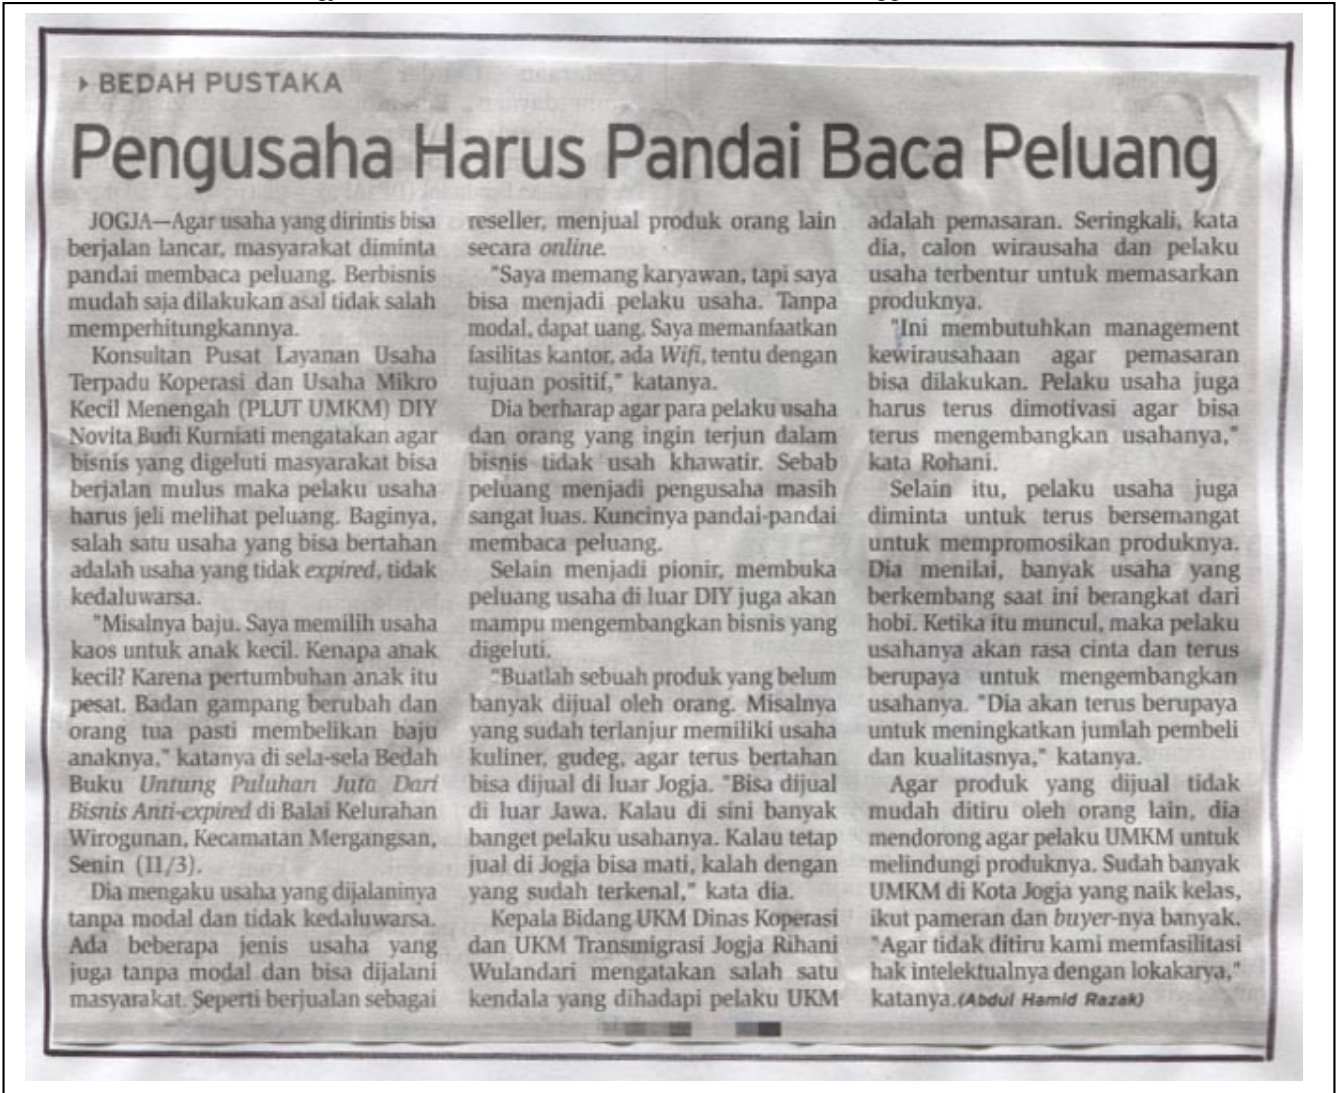 BEDAH PUSTAKA
Pengusaha Harus Pandai Baca Peluang
JOGJA—Agar usaha yang dirintis bisa
berjalan lancar, masyarakat diminta
pandai membaca peluang. Berbisnis
mudah saja dilakukan asal tidak salah
memperhitungkannya.
Konsultan Pusat Layanan Usaha
Terpadu Koperasi dan Usaha Mikro
Kecil Menengah (PLUT UMKM) DIY
Novita Budi Kurniati mengatakan agar
bisnis yang digeluti masyarakat bisa
berjalan mulus maka pelaku usaha
harus jeli melihat peluang. Baginya,
salah satu usaha yang bisa bertahan
adalah usaha yang tidak expired, tidak
kedaluwarsa.
"Misalnya baju. Saya memilih usaha
kaos untuk anak kecil. Kenapa anak
kecil? Karena pertumbuhan anak itu
pesat. Badan gampang berubah dan
orang tua pasti membelikan baju
anaknya," katanya di sela-sela Bedah
Buku Untung Puluhan Juta Dari
Bisnis Anti-expired di Balai Kelurahan
Wirogunan, Kecamatan Mergangsan,
Senin (11/3).
Dia mengaku usaha yang dijalaninya
tanpa modal dan tidak kedaluwarsa.
Ada beberapa jenis usaha yang
juga tanpa modal dan bisa dijalani
masyarakat. Seperti berjualan sebagai
reseller, menjual produk orang lain
secara online.
"Saya memang karyawan, tapi saya
bisa menjadi pelaku usaha. Tanpa
modal, dapat uang. Saya memanfaatkan
fasilitas kantor, ada Wifi, tentu dengan
tujuan positif," katanya.
Dia berharap agar para pelaku usaha
dan orang yang ingin terjun dalam
bisnis tidak usah khawatir. Sebab
peluang menjadi pengusaha masih
sangat luas. Kuncinya pandai-pandai
membaca peluang.
Selain menjadi pionir, membuka
peluang usaha di luar DIY juga akan
mampu mengembangkan bisnis yang
digeluti.
"Buatlah sebuah produk yang belum
banyak dijual oleh orang. Misalnya
yang sudah terlanjur memiliki usaha
kuliner, gudeg, agar terus bertahan
bisa dijual di luar Jogja. "Bisa dijual
di luar Jawa. Kalau di sini banyak
banget pelaku usahanya. Kalau tetap
jual di Jogja bisa mati, kalah dengan
yang sudah terkenal," kata dia.
Kepala Bidang UKM Dinas Koperasi
dan UKM Transmigrasi Jogja Rihani
Wulandari mengatakan salah satu
kendala yang dihadapi pelaku UKM
adalah pemasaran. Seringkali, kata
dia, calon wirausaha dan pelaku
usaha terbentur untuk memasarkan
produknya.
"Ini membutuhkan management
kewirausahaan agar pemasaran
bisa dilakukan. Pelaku usaha juga
harus terus dimotivasi agar bisa
terus mengembangkan usahanya,"
kata Rohani.
Selain itu, pelaku usaha juga
diminta untuk terus bersemangat
untuk mempromosikan produknya.
Dia menilai, banyak usaha yang
berkembang saat ini berangkat dari
hobi. Ketika itu muncul, maka pelaku
usahanya akan rasa cinta dan terus
berupaya untuk mengembangkan
usahanya. "Dia akan terus berupaya
untuk meningkatkan jumlah pembeli
dan kualitasnya," katanya.
Agar produk yang dijual tidak
mudah ditiru oleh orang lain, dia
mendorong agar pelaku UMKM untuk
melindungi produknya. Sudah banyak
UMKM di Kota Jogja yang naik kelas,
ikut pameran dan buyer-nya banyak.
"Agar tidak ditiru kami memfasilitasi
hak intelektualnya dengan lokakarya,"
katanya.(Abdul Hamid Razak)